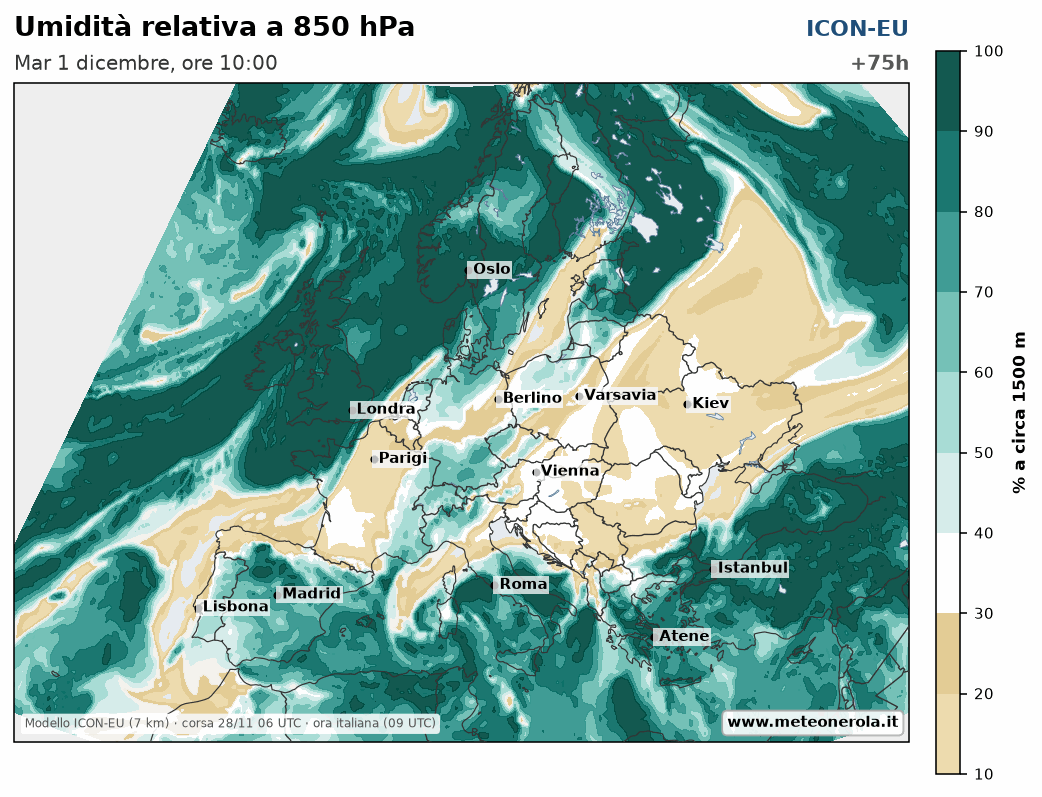 Umidità relativa a 850 hPa
ICON-EU
Mar 1 dicembre, ore 10:00
+75h
100
90
80
70
60
50
40
30
20
10
% a circa 1500 m
Oslo
Berlino
Varsavia
Kiev
Londra
Parigi
Vienna
Istanbul
Roma
Madrid
Lisbona
Atene
Modello ICON-EU (7 km) · corsa 28/11 06 UTC · ora italiana (09 UTC)
www.meteonerola.it